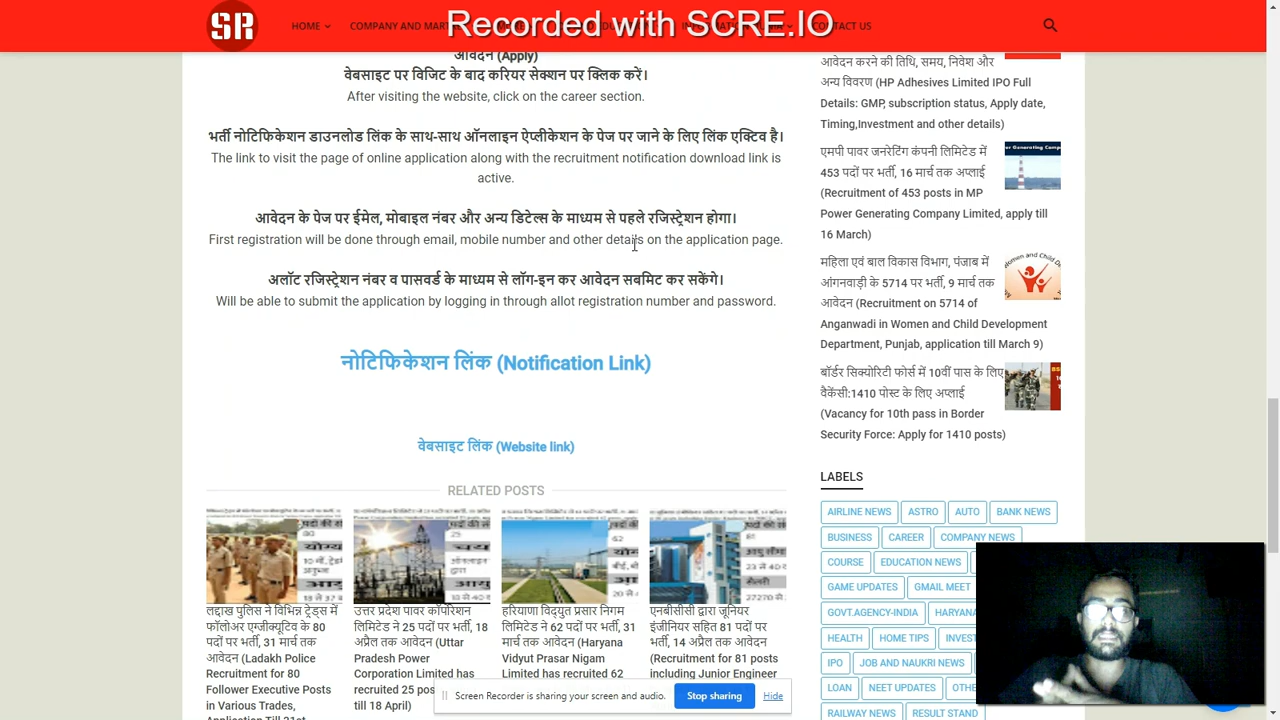 SR
HOME
COMPANY AND MART
CONTACT US
Recorded with SCRE.IO
आवेदन (Apply)
वेबसाइट पर विजिट के बाद करियर सेक्शन पर क्लिक करें।
After visiting the website, click on the career section.
भर्ती नोटिफिकेशन डाउनलोड लिंक के साथ-साथ ऑनलाइन ऐप्लीकेशन के पेज पर जाने के लिए लिंक एक्टिव है।
The link to visit the page of online application along with the recruitment notification download link is
active.
आवेदन के पेज पर ईमेल, मोबाइल नंबर और अन्य डिटेल्स के माध्यम से पहले रजिस्ट्रेशन होगा।
First registration will be done through email, mobile number and other details on the application page.
अलॉट रजिस्ट्रेशन नंबर व पासवर्ड के माध्यम से लॉग-इन कर आवेदन सबमिट कर सकेंगे।
Will be able to submit the application by logging in through allot registration number and password.
नोटिफिकेशन लिंक (Notification Link)
वेबसाइट लिंक (Website link)
RELATED POSTS
लद्दाख पुलिस ने विभिन्न ट्रेड्स में
फॉलोअर एग्जीक्यूटिव के 80
पदों पर भर्ती, 31 मार्च तक
आवेदन (Ladakh Police
Recruitment for 80
Follower Executive Posts
in Various Trades,
उत्तर प्रदेश पावर कॉर्पोरेशन
लिमिटेड ने 25 पदों पर भर्ती, 18
अप्रैल तक आवेदन (Uttar
Pradesh Power
Corporation Limited has
recruited 25 pos
till 18 April)
हरियाणा विद्युत प्रसार निगम
लिमिटेड ने 62 पदों पर भर्ती, 31
मार्च तक आवेदन (Haryana
Vidyut Prasar Nigam
Limited has recruited 62
एनबीसीसी द्वारा जूनियर
इंजीनियर सहित 81 पदों पर
भर्ती, 14 अप्रैल तक आवेदन
(Recruitment for 81 posts
including Junior Engineer
आवेदन करने की तिथि, समय, निवेश और
अन्य विवरण (HP Adhesives Limited IPO Full
Details: GMP, subscription status, Apply date,
Timing,Investment and other details)
एमपी पावर जनरेटिंग कंपनी लिमिटेड में
453 पदों पर भर्ती, 16 मार्च तक अप्लाई
(Recruitment of 453 posts in MP
Power Generating Company Limited, apply till
16 March)
महिला एवं बाल विकास विभाग, पंजाब में
आंगनवाड़ी के 5714 पर भर्ती, 9 मार्च तक
आवेदन (Recruitment on 5714 of
Anganwadi in Women and Child Development
Department, Punjab, application till March 9)
बॉर्डर सिक्योरिटी फोर्स में 10वीं पास के लिए
वैकेंसी:1410 पोस्ट के लिए अप्लाई
(Vacancy for 10th pass in Border
Security Force: Apply for 1410 posts)
LABELS
AIRLINE NEWS ASTRO AUTO BANK NEWS
BUSINESS CAREER COMPANY NEWS
COURSE EDUCATION NEWS
GAME UPDATES GMAIL MEET
GOVT.AGENCY-INDIA HARYANA
HEALTH HOME TIPS INVEST
IPO JOB AND NAUKRI NEWS
LOAN NEET UPDATES OTHE
RAILWAY NEWS RESULT STAND
Screen Recorder is sharing your screen and audio. Stop sharing Hide